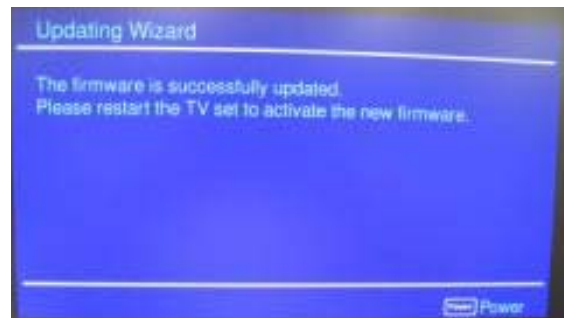 Updating Wizard
The firmware is successfully updated.
Please restart the TV set to activate the new firmware.
Power